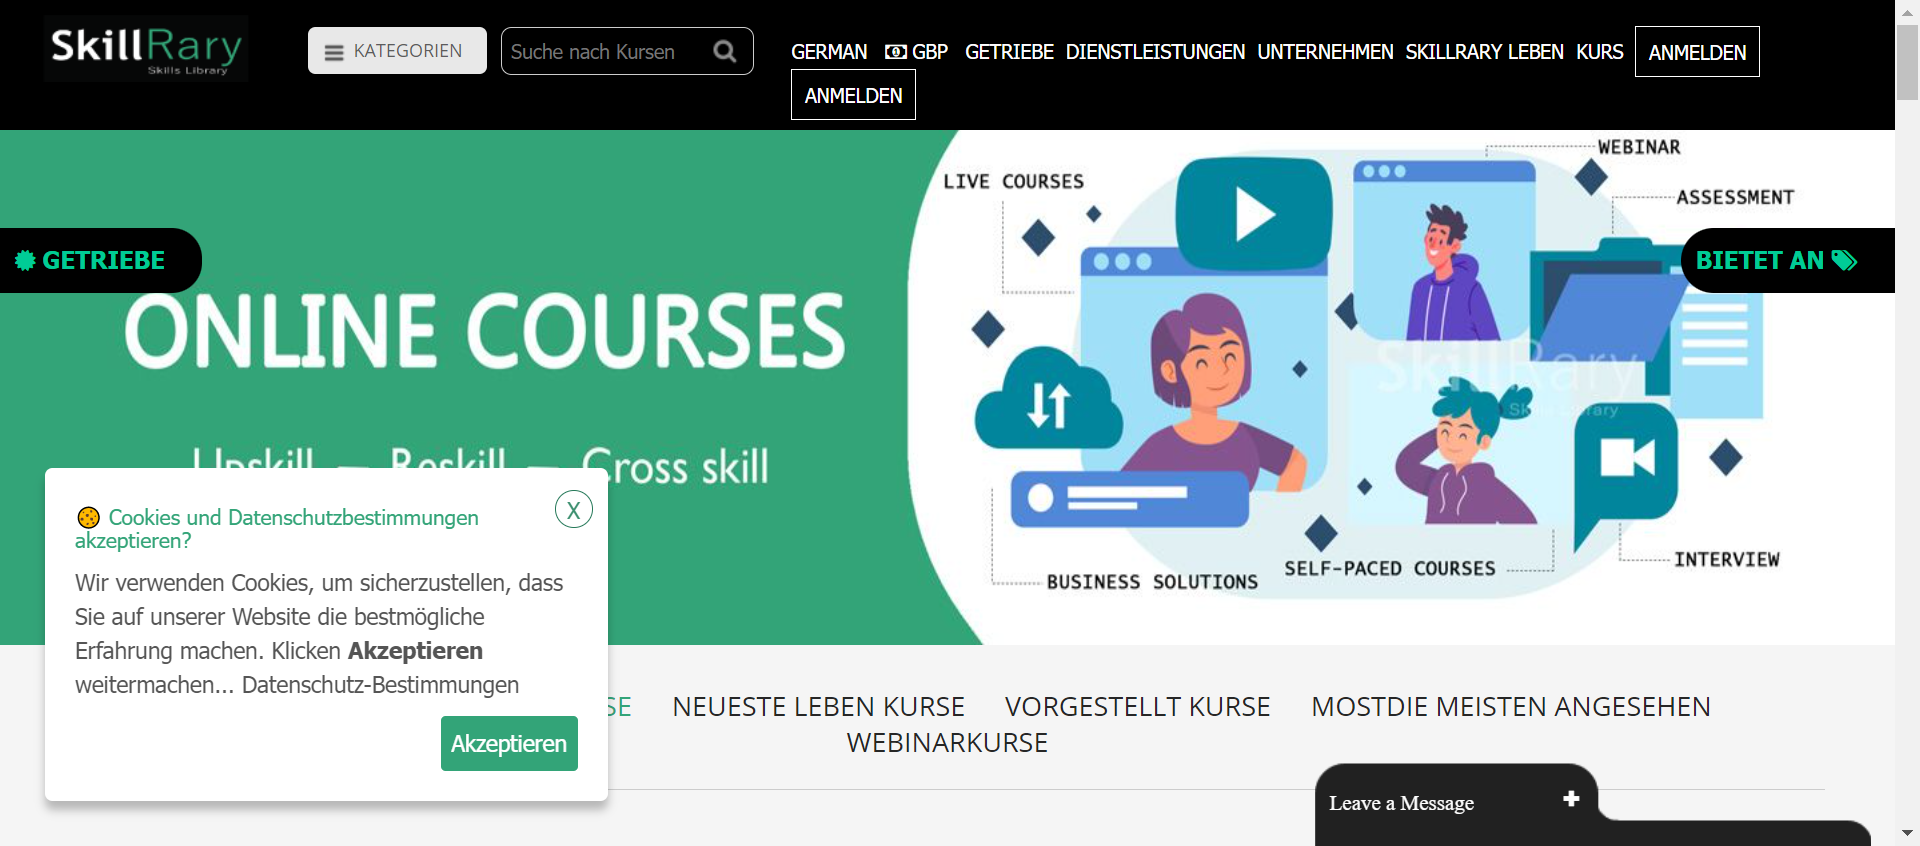 SkillRary
Skills Library
KATEGORIEN
Suche nach Kursen
GERMAN GBP GETRIEBE DIENSTLEISTUNGEN UNTERNEHMEN SKILLRARY LEBEN KURS ANMELDEN
ANMELDEN
WEBINAR
LIVE COURSES
ASSESSMENT
GETRIEBE
BIETET AN
ONLINE COURSES
SkillRary
Skills Library
Upskill — Reskill — Cross skill
INTERVIEW
SELF-PACED COURSES
BUSINESS SOLUTIONS
X
Cookies und Datenschutzbestimmungen
akzeptieren?
Wir verwenden Cookies, um sicherzustellen, dass
Sie auf unserer Website die bestmögliche
Erfahrung machen. Klicken Akzeptieren
weitermachen... Datenschutz-Bestimmungen
Akzeptieren
SE NEUESTE LEBEN KURSE VORGESTELLT KURSE MOSTDIE MEISTEN ANGESEHEN
WEBINARKURSE
Leave a Message